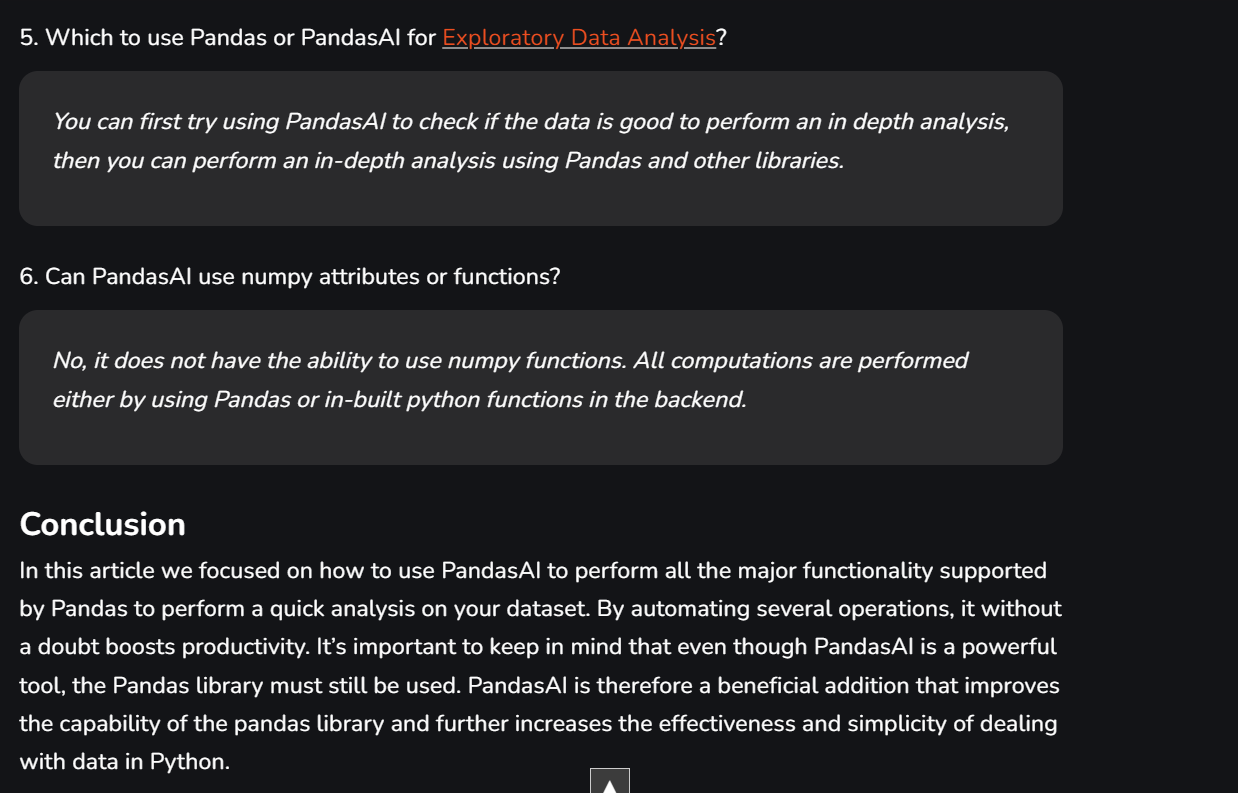 5. Which to use Pandas or PandasAI for Exploratory Data Analysis?
You can first try using PandasAI to check if the data is good to perform an in depth analysis,
then you can perform an in-depth analysis using Pandas and other libraries.
6. Can PandasAI use numpy attributes or functions?
No, it does not have the ability to use numpy functions. All computations are performed
either by using Pandas or in-built python functions in the backend.
Conclusion
In this article we focused on how to use PandasAI to perform all the major functionality supported
by Pandas to perform a quick analysis on your dataset. By automating several operations, it without
a doubt boosts productivity. It’s important to keep in mind that even though PandasAI is a powerful
tool, the Pandas library must still be used. PandasAI is therefore a beneficial addition that improves
the capability of the pandas library and further increases the effectiveness and simplicity of dealing
with data in Python.